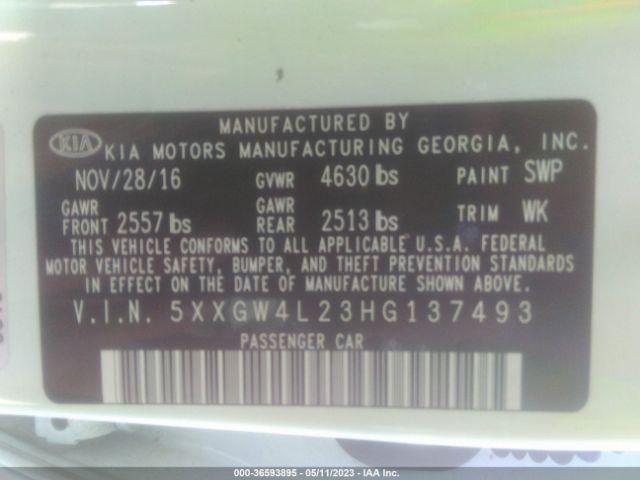 MANUFACTURED BY
KIA KIA MOTORS MANUFACTURING GEORGIA, INC.
NOV/28/16 GVWR 4630 lbs PAINT SWP
GAWR FRONT 2557 lbs GAWR REAR 2513 lbs TRIM WK
THIS VEHICLE CONFORMS TO ALL APPLICABLE U.S.A. FEDERAL
MOTOR VEHICLE SAFETY, BUMPER, AND THEFT PREVENTION STANDARDS
IN EFFECT ON THE DATE OF MANUFACTURE SHOWN ABOVE.
V.I.N. 5XXGW4L23HG137493
PASSENGER CAR
000-36593895 - 05/11/2023 - IAA Inc.